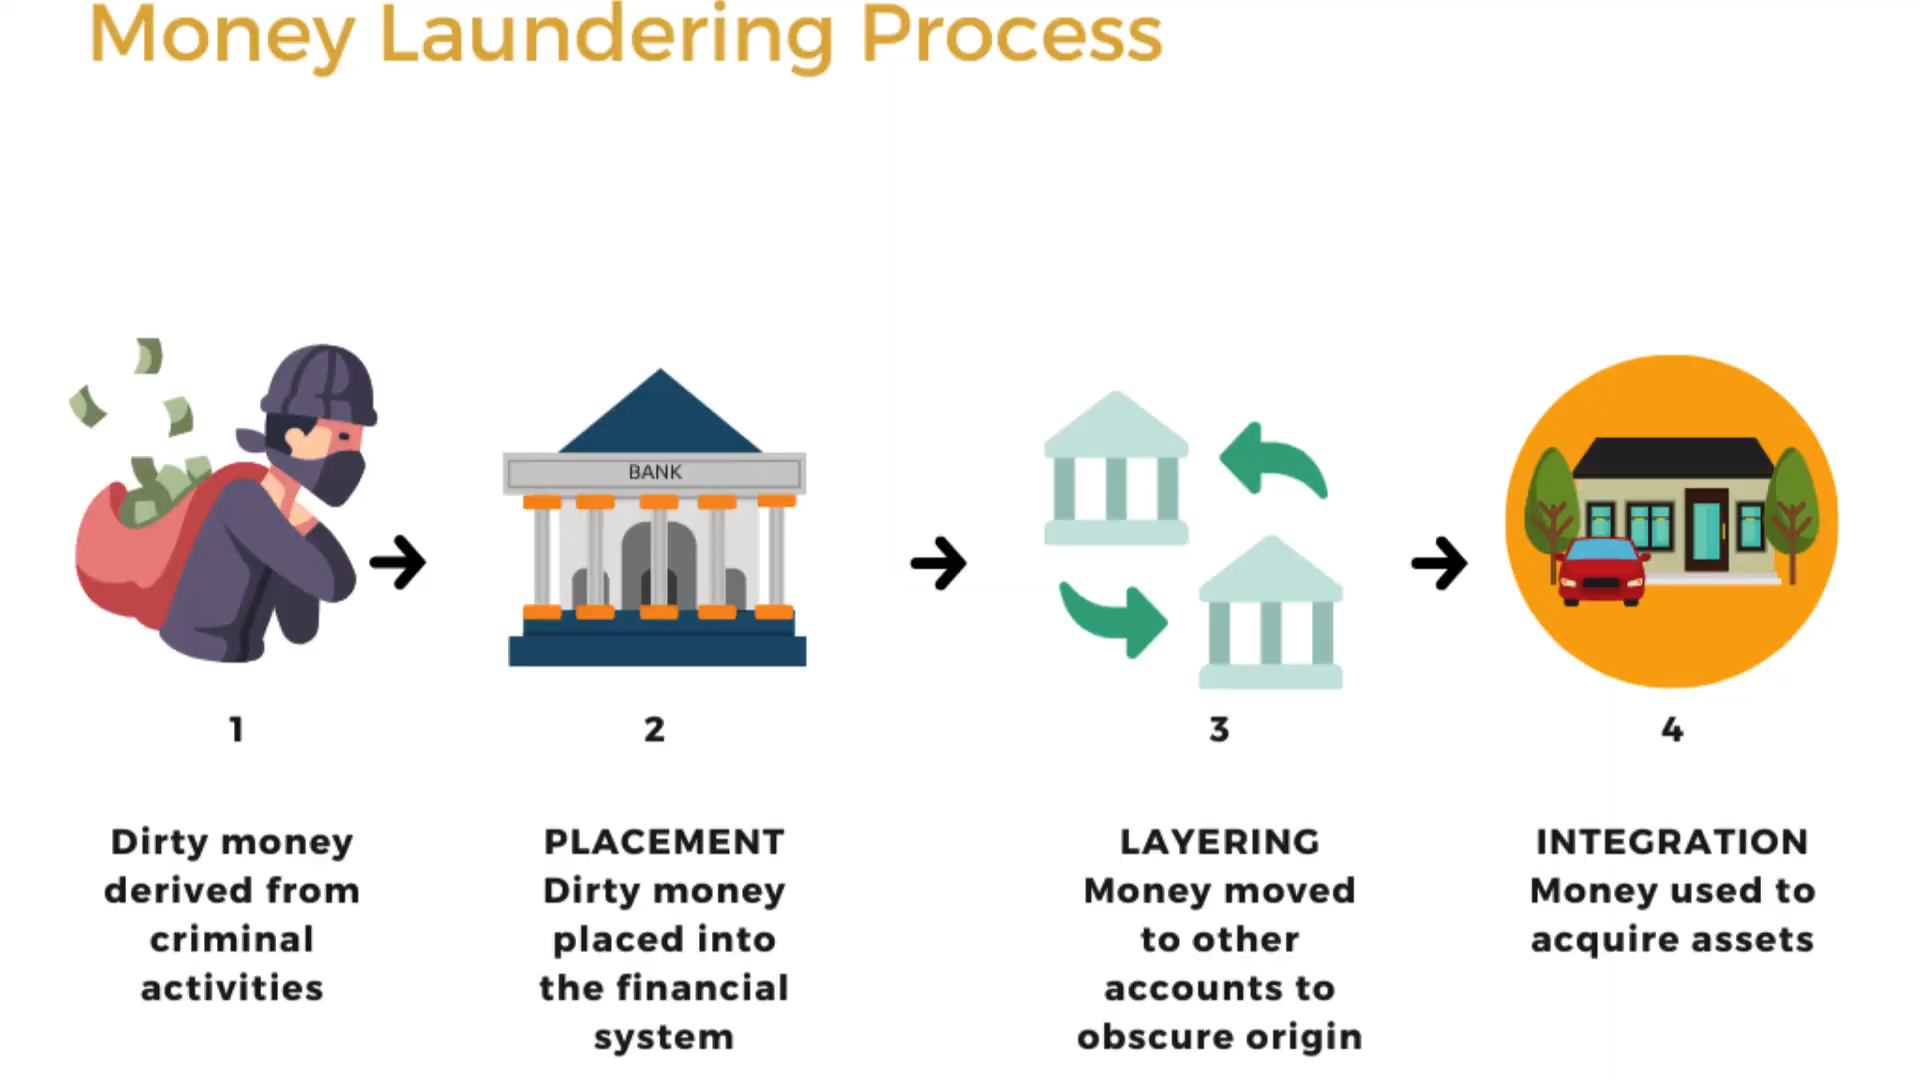 Money Laundering Process
BANK
1
2
3
4
Dirty money
derived from
criminal
activities
PLACEMENT
Dirty money
placed into
the financial
system
LAYERING
Money moved
to other
accounts to
obscure origin
INTEGRATION
Money used to
acquire assets